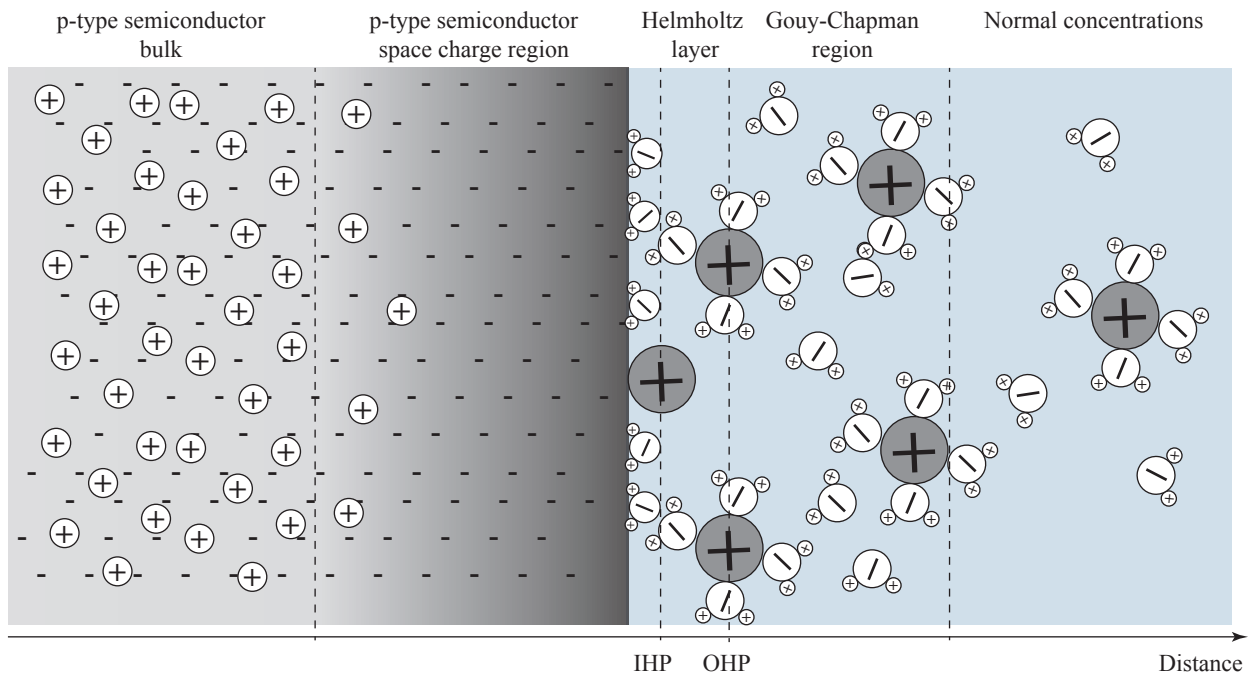 p-type semiconductor
bulk
p-type semiconductor
space charge region
Helmholtz
layer
Gouy-Chapman
region
Normal concentrations
IHP
OHP
Distance